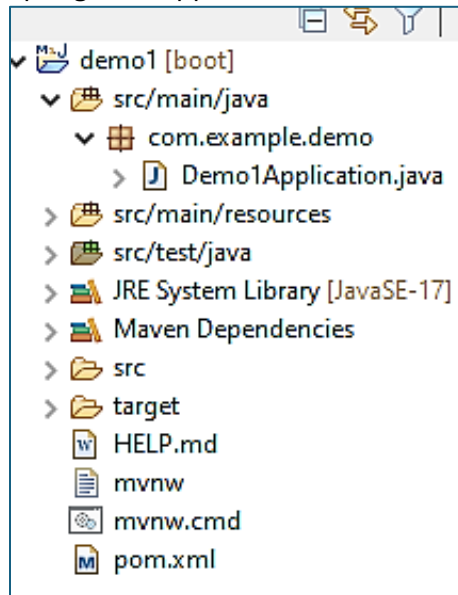 demo1 [boot]
src/main/java
com.example.demo
Demo1Application.java
src/main/resources
src/test/java
JRE System Library [JavaSE-17]
Maven Dependencies
src
target
HELP.md
mvnw
mvnw.cmd
pom.xml